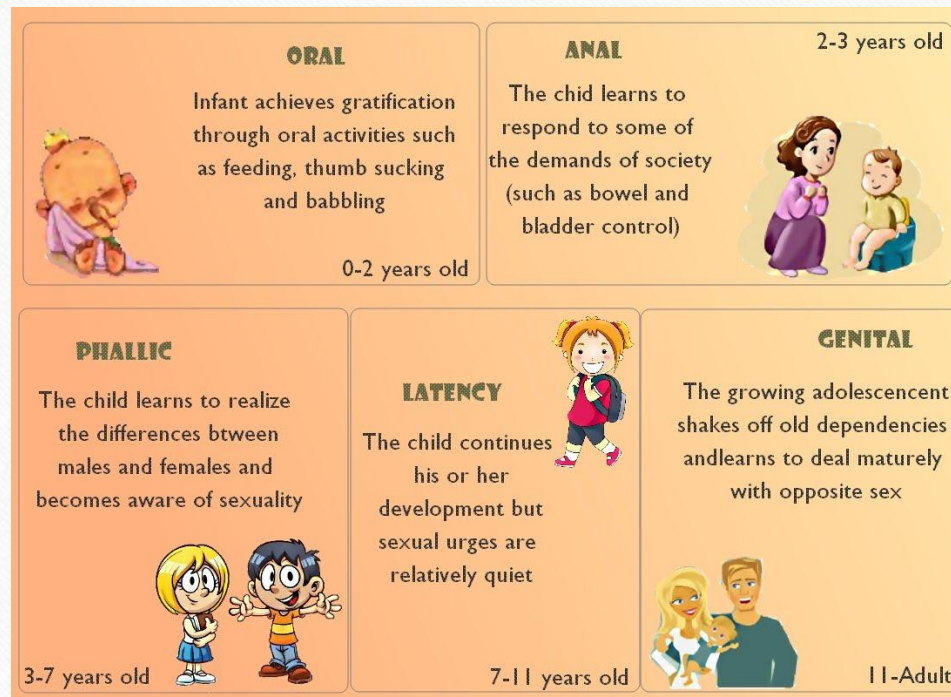 ORAL
Infant achieves gratification
through oral activities such
as feeding, thumb sucking
and babbling
0-2 years old
ANAL
2-3 years old
The chid learns to
respond to some of
the demands of society
(such as bowel and
bladder control)
PHALLIC
The child learns to realize
the differences btween
males and females and
becomes aware of sexuality
3-7 years old
LATENCY
The child continues
his or her
development but
sexual urges are
relatively quiet
7-11 years old
GENITAL
The growing adolescencent
shakes off old dependencies
andlearns to deal maturely
with opposite sex
11-Adult